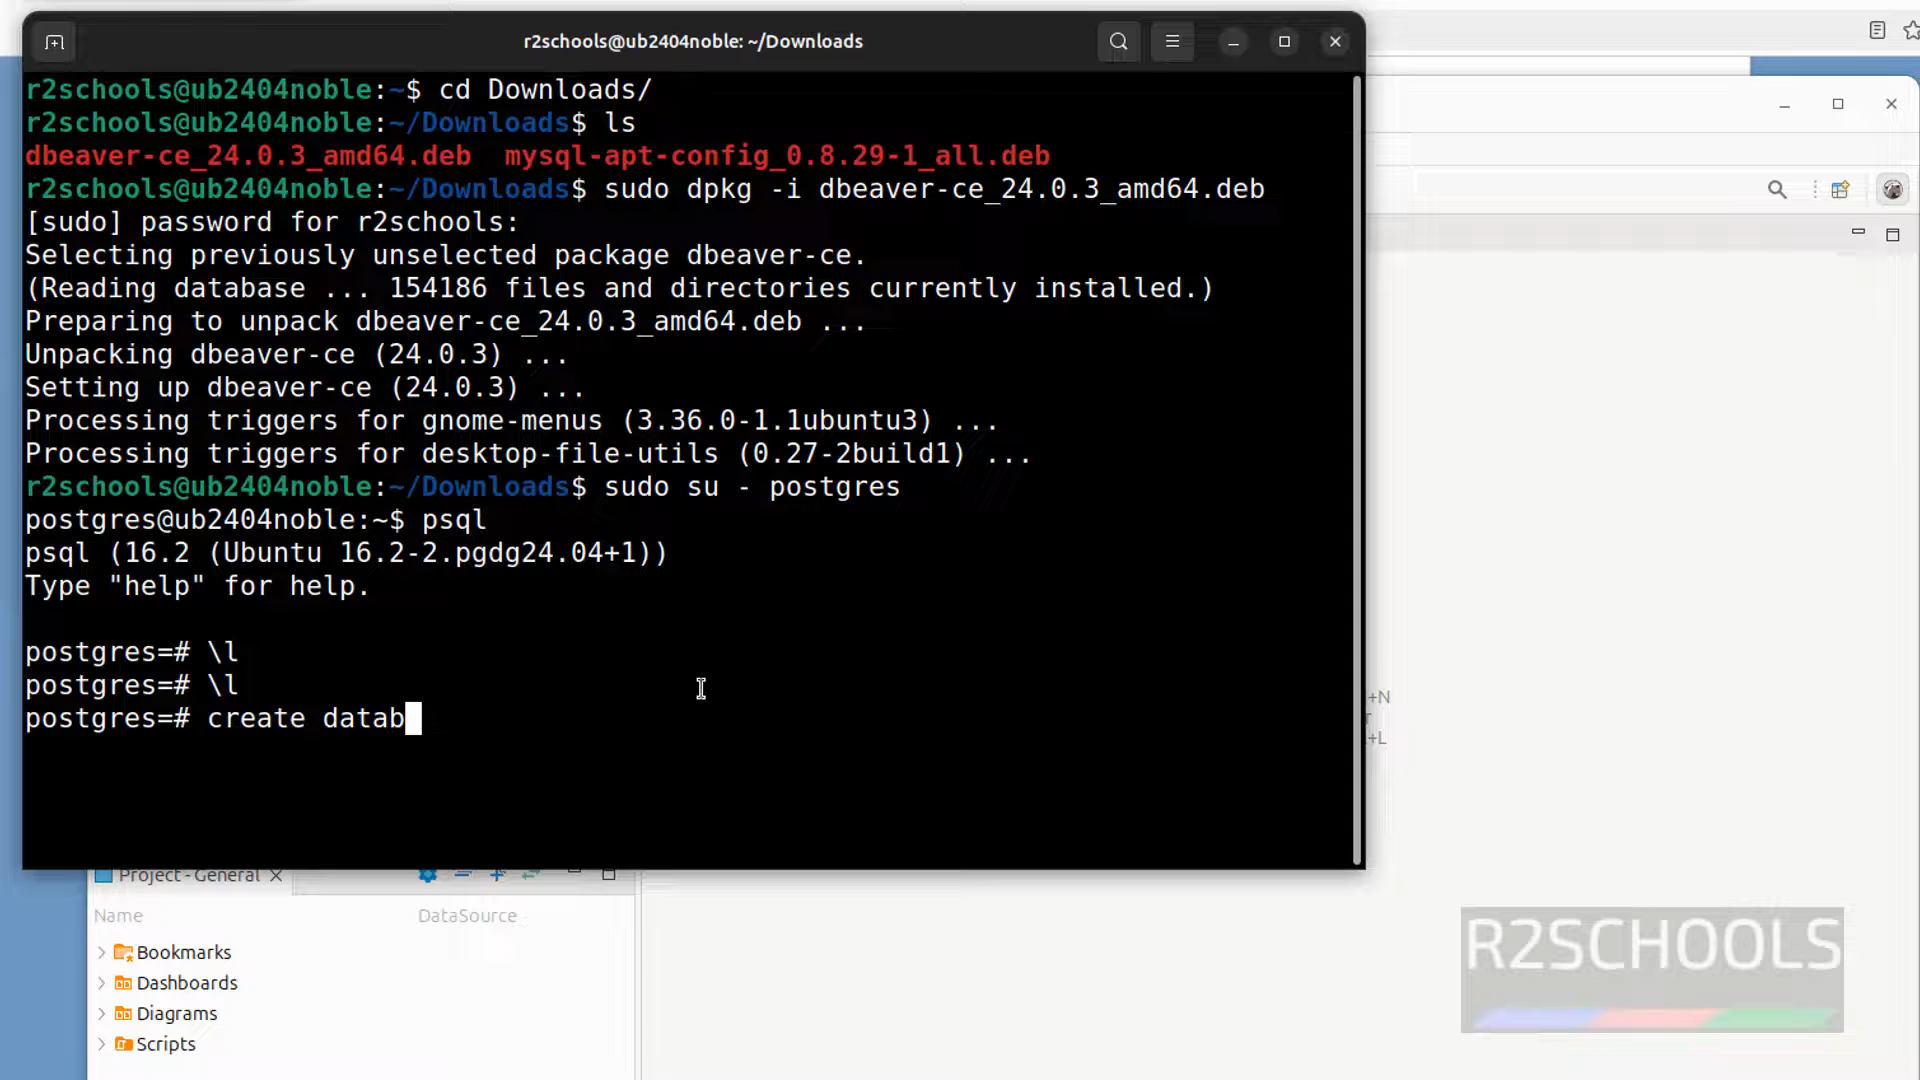 r2schools@ub2404noble: ~/Downloads
r2schools@ub2404noble:~$ cd Downloads/
r2schools@ub2404noble:~/Downloads$ ls
dbeaver-ce_24.0.3_amd64.deb  mysql-apt-config_0.8.29-1_all.deb
r2schools@ub2404noble:~/Downloads$ sudo dpkg -i dbeaver-ce_24.0.3_amd64.deb
[sudo] password for r2schools:
Selecting previously unselected package dbeaver-ce.
(Reading database ... 154186 files and directories currently installed.)
Preparing to unpack dbeaver-ce_24.0.3_amd64.deb ...
Unpacking dbeaver-ce (24.0.3) ...
Setting up dbeaver-ce (24.0.3) ...
Processing triggers for gnome-menus (3.36.0-1.1ubuntu3) ...
Processing triggers for desktop-file-utils (0.27-2build1) ...
r2schools@ub2404noble:~/Downloads$ sudo su - postgres
postgres@ub2404noble:~$ psql
psql (16.2 (Ubuntu 16.2-2.pgdg24.04+1))
Type "help" for help.
postgres=# \l
postgres=# \l
postgres=# create datab
+N
+L
Project - General
Name DataSource
Bookmarks
Dashboards
Diagrams
Scripts
R2SCHOOLS